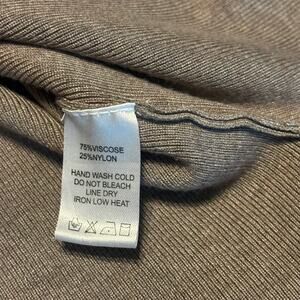 75%VISCOSE
25%NYLON
HAND WASH COLD
DO NOT BLEACH
LINE DRY
IRON LOW HEAT